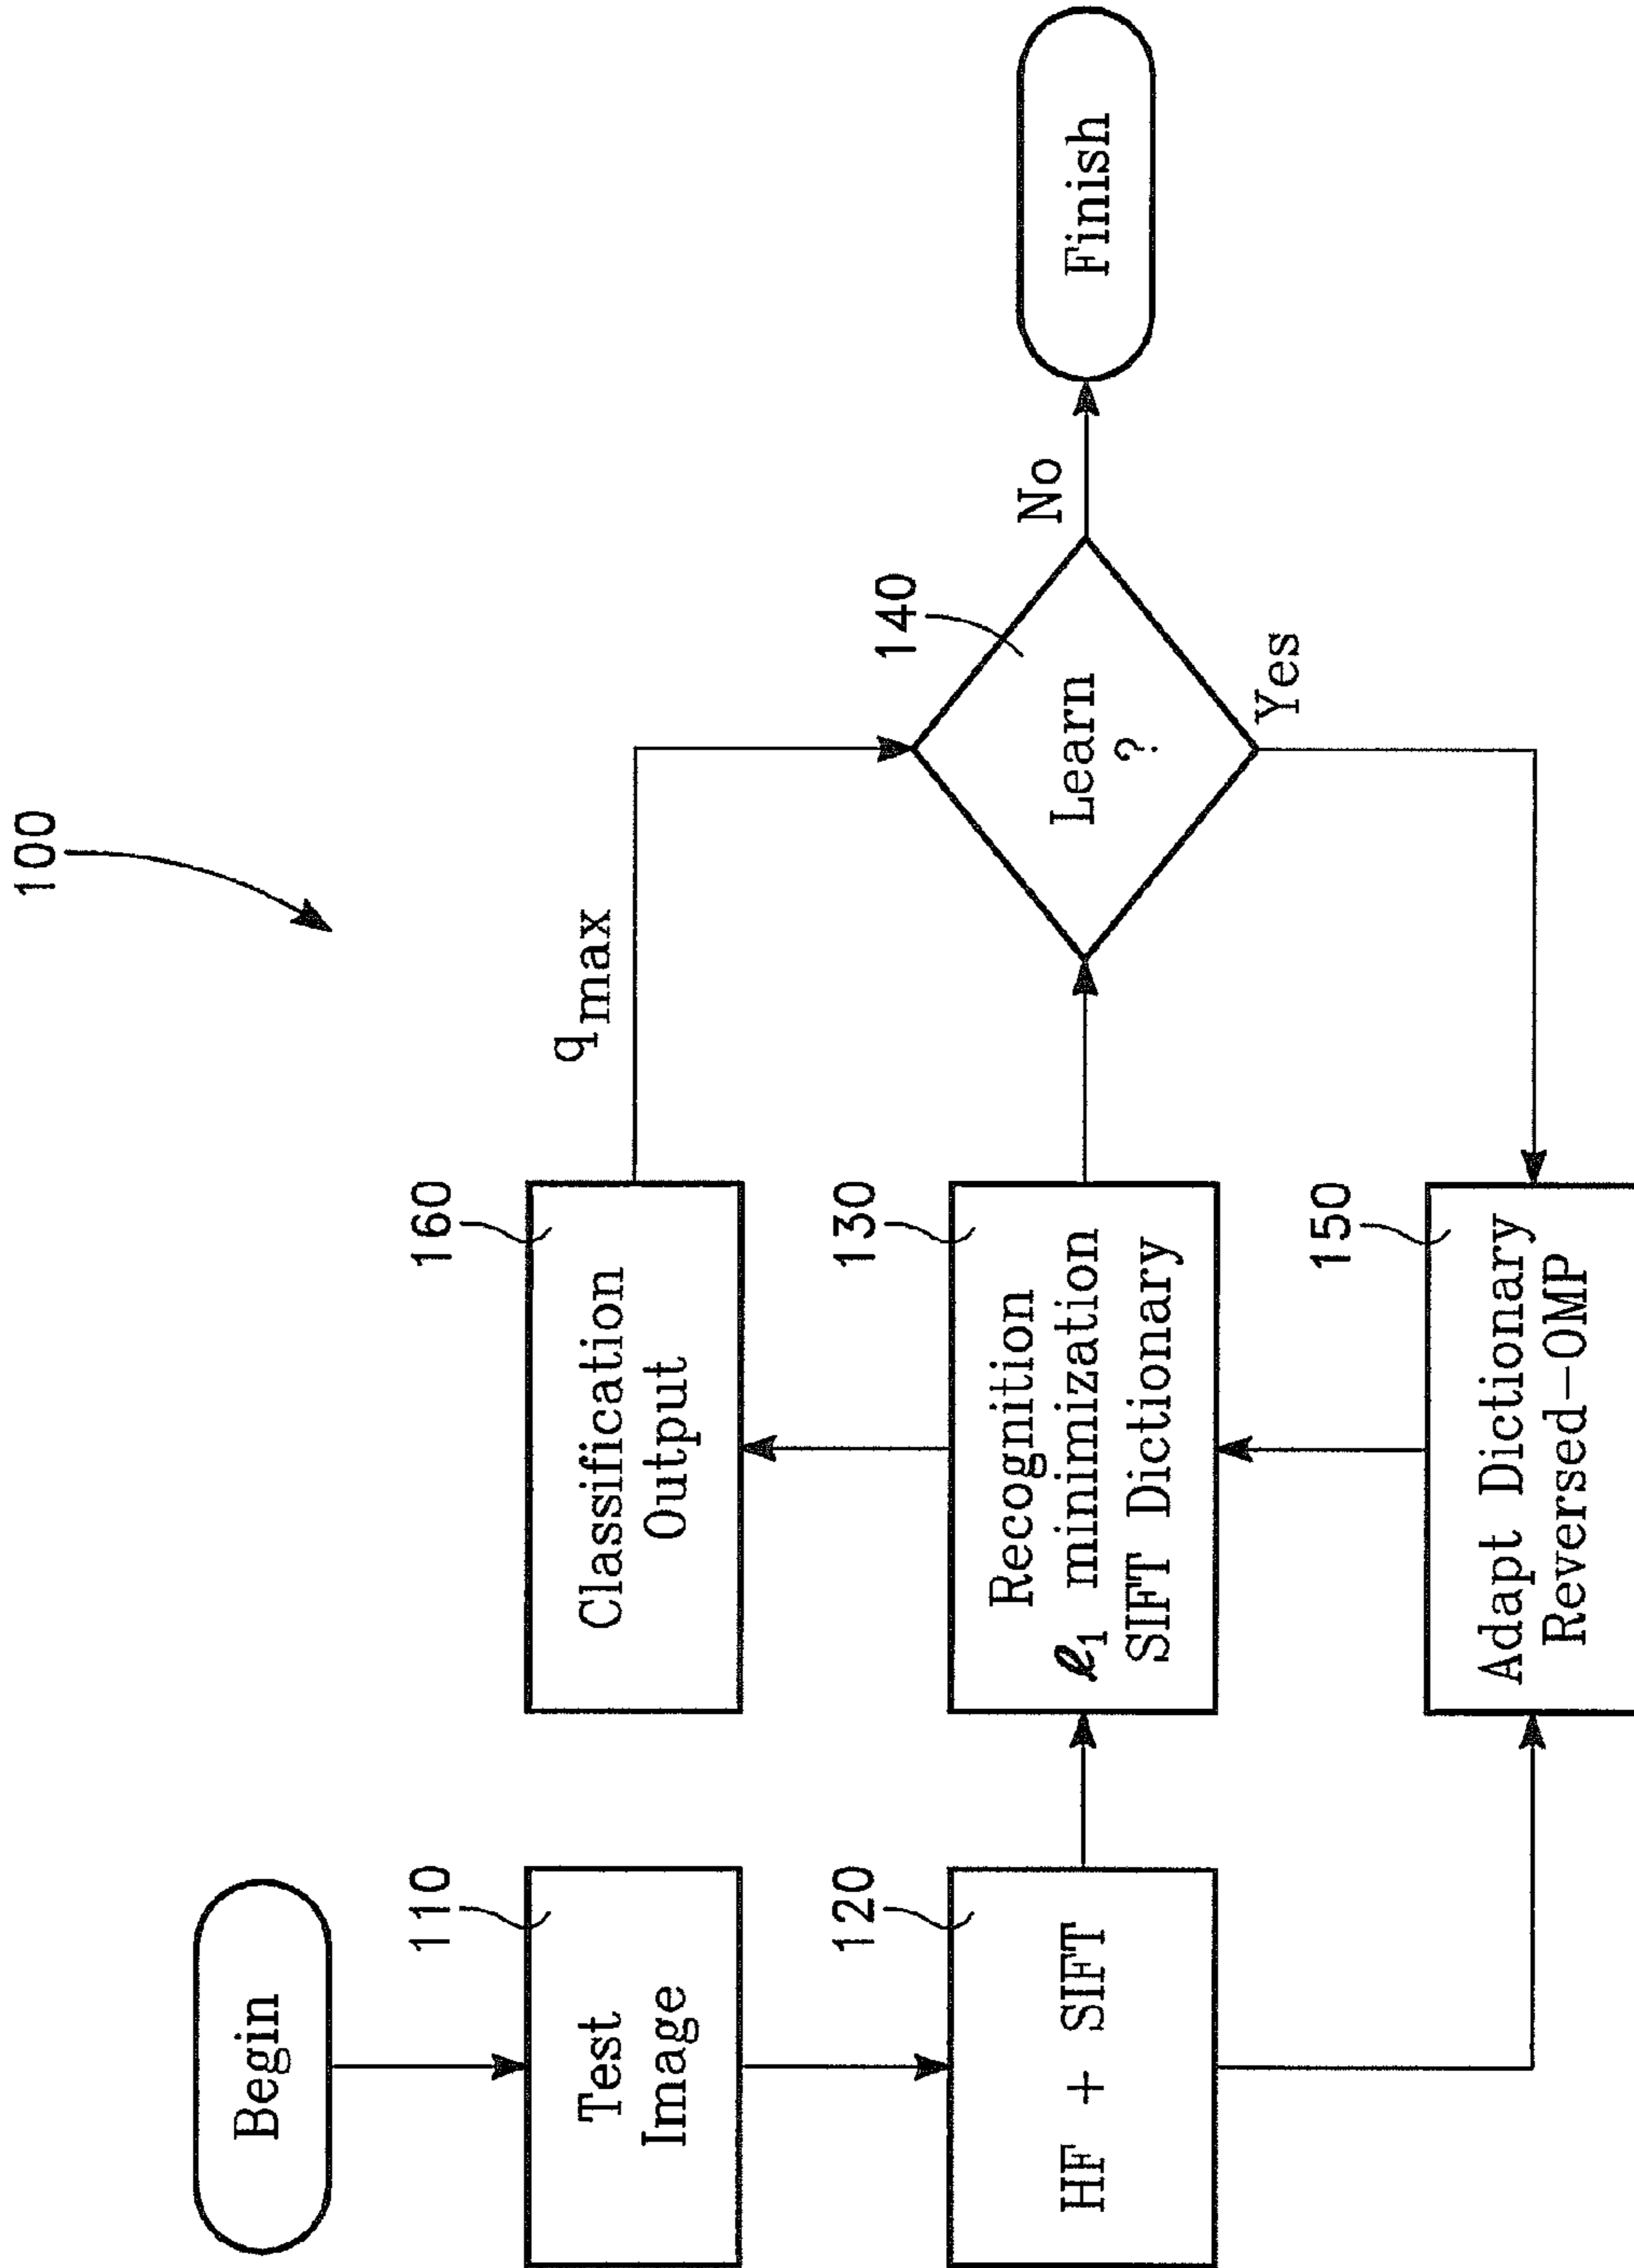 100
Begin
110
Test
Image
120
HF + SIFT
160
Classification
Output
qmax
130
Recognition
ℓ1 minimization
SIFT Dictionary
140
Learn
?
No
Finish
Yes
150
Adapt Dictionary
Reversed-OMP